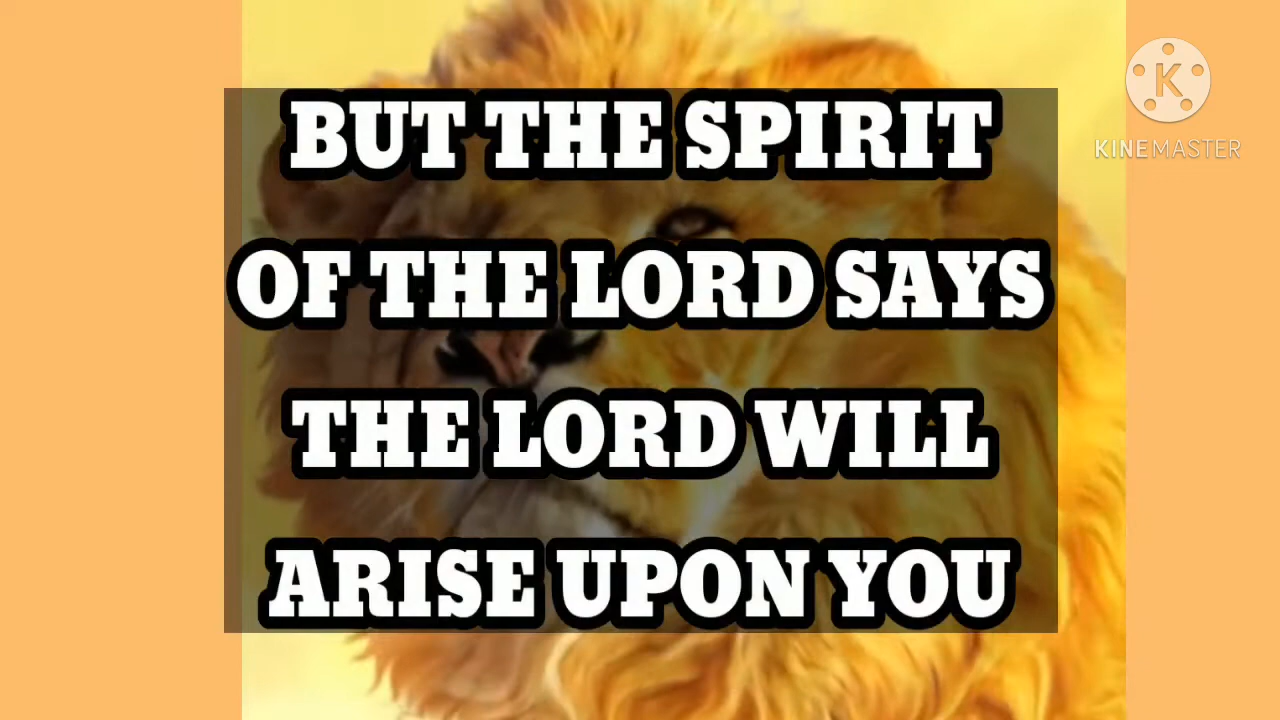 BUT THE SPIRIT
OF THE LORD SAYS
THE LORD WILL
ARISE UPON YOU
K
KINEMASTER